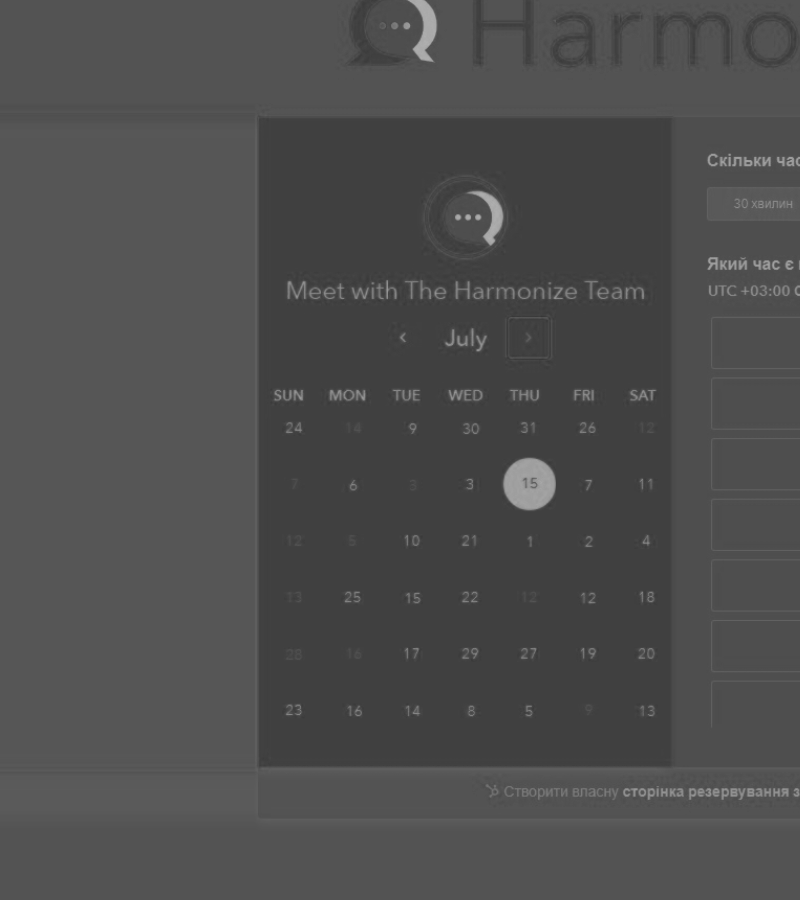 Harmo
Meet with The Harmonize Team
July
SUN MON TUE WED THU FRI SAT
24 14 9 30 31 26 12
7 6 3 3 15 7 11
12 5 10 21 1 2 4
13 25 15 22 12 12 18
28 16 17 29 27 19 20
23 16 14 8 5 9 13
Скільки час
30 хвилин
Який час є
UTC +03:00
Створити власну сторінка резервування з